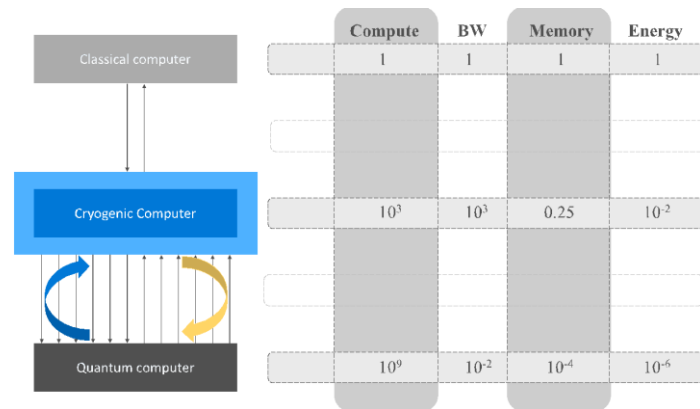 Compute BW Memory Energy
Classical computer 1 1 1 1
Cryogenic Computer 10³ 10³ 0.25 10⁻²
Quantum computer 10⁹ 10⁻² 10⁻⁴ 10⁻⁶